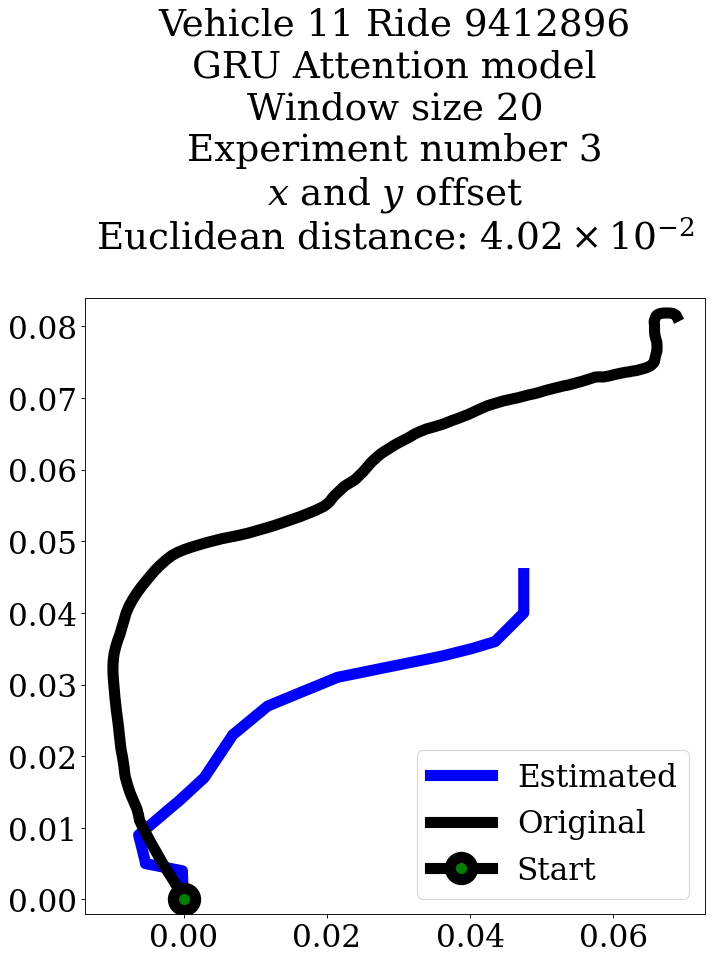 Vehicle 11 Ride 9412896
GRU Attention model
Window size 20
Experiment number 3
x and y offset
Euclidean distance: 4.02 × 10⁻²
0.08
0.07
0.06
0.05
0.04
0.03
0.02
0.01
0.00
Estimated
Original
Start
0.00 0.02 0.04 0.06